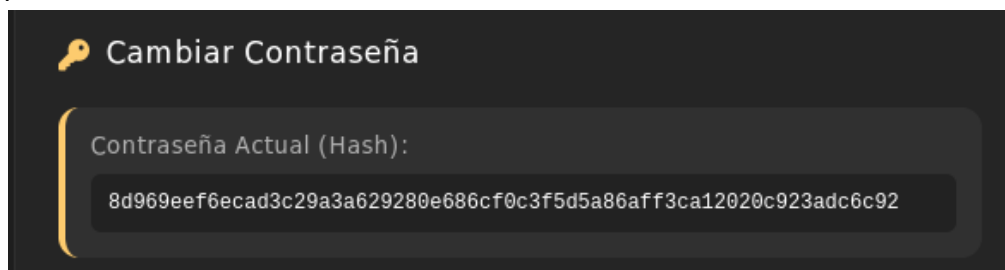 Cambiar Contraseña
Contraseña Actual (Hash):
8d969eef6ecad3c29a3a629280e686cf0c3f5d5a86aff3ca12020c923adc6c92